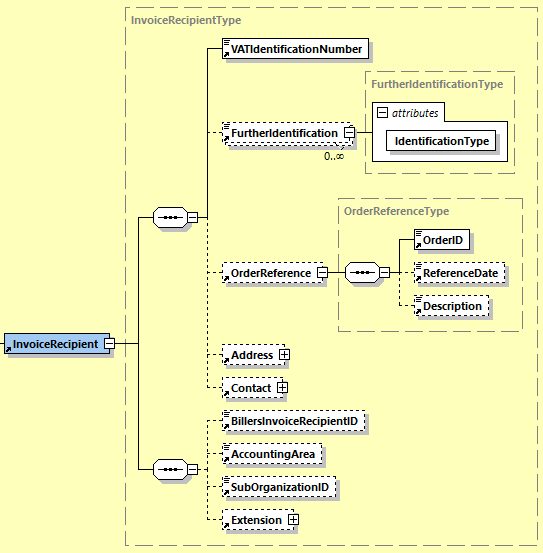 InvoiceRecipientType
VATIdentificationNumber
FurtherIdentificationType
attributes
FurtherIdentification
IdentificationType
0..∞
OrderReferenceType
OrderID
OrderReference
ReferenceDate
Description
InvoiceRecipient
Address
Contact
BillersInvoiceRecipientID
AccountingArea
SubOrganizationID
Extension